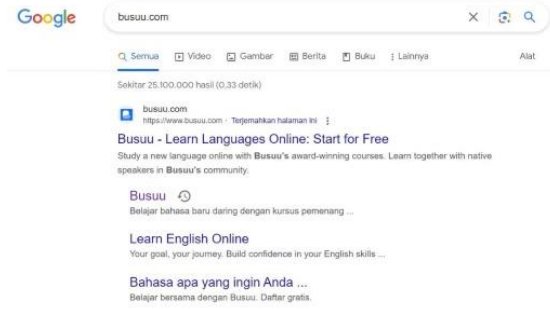 Google
busuu.com
Semua Video Gambar Berita Buku Lainnya Alat
Sekitar 25.100.000 hasil (0,33 detik)
busuu.com
https://www.busuu.com · Terjemahkan halaman ini
Busuu - Learn Languages Online: Start for Free
Study a new language online with Busuu's award-winning courses. Learn together with native
speakers in Busuu's community.
Busuu
Belajar bahasa baru daring dengan kursus pemenang ...
Learn English Online
Your goal, your journey. Build confidence in your English skills ...
Bahasa apa yang ingin Anda ...
Belajar bersama dengan Busuu. Daftar gratis.